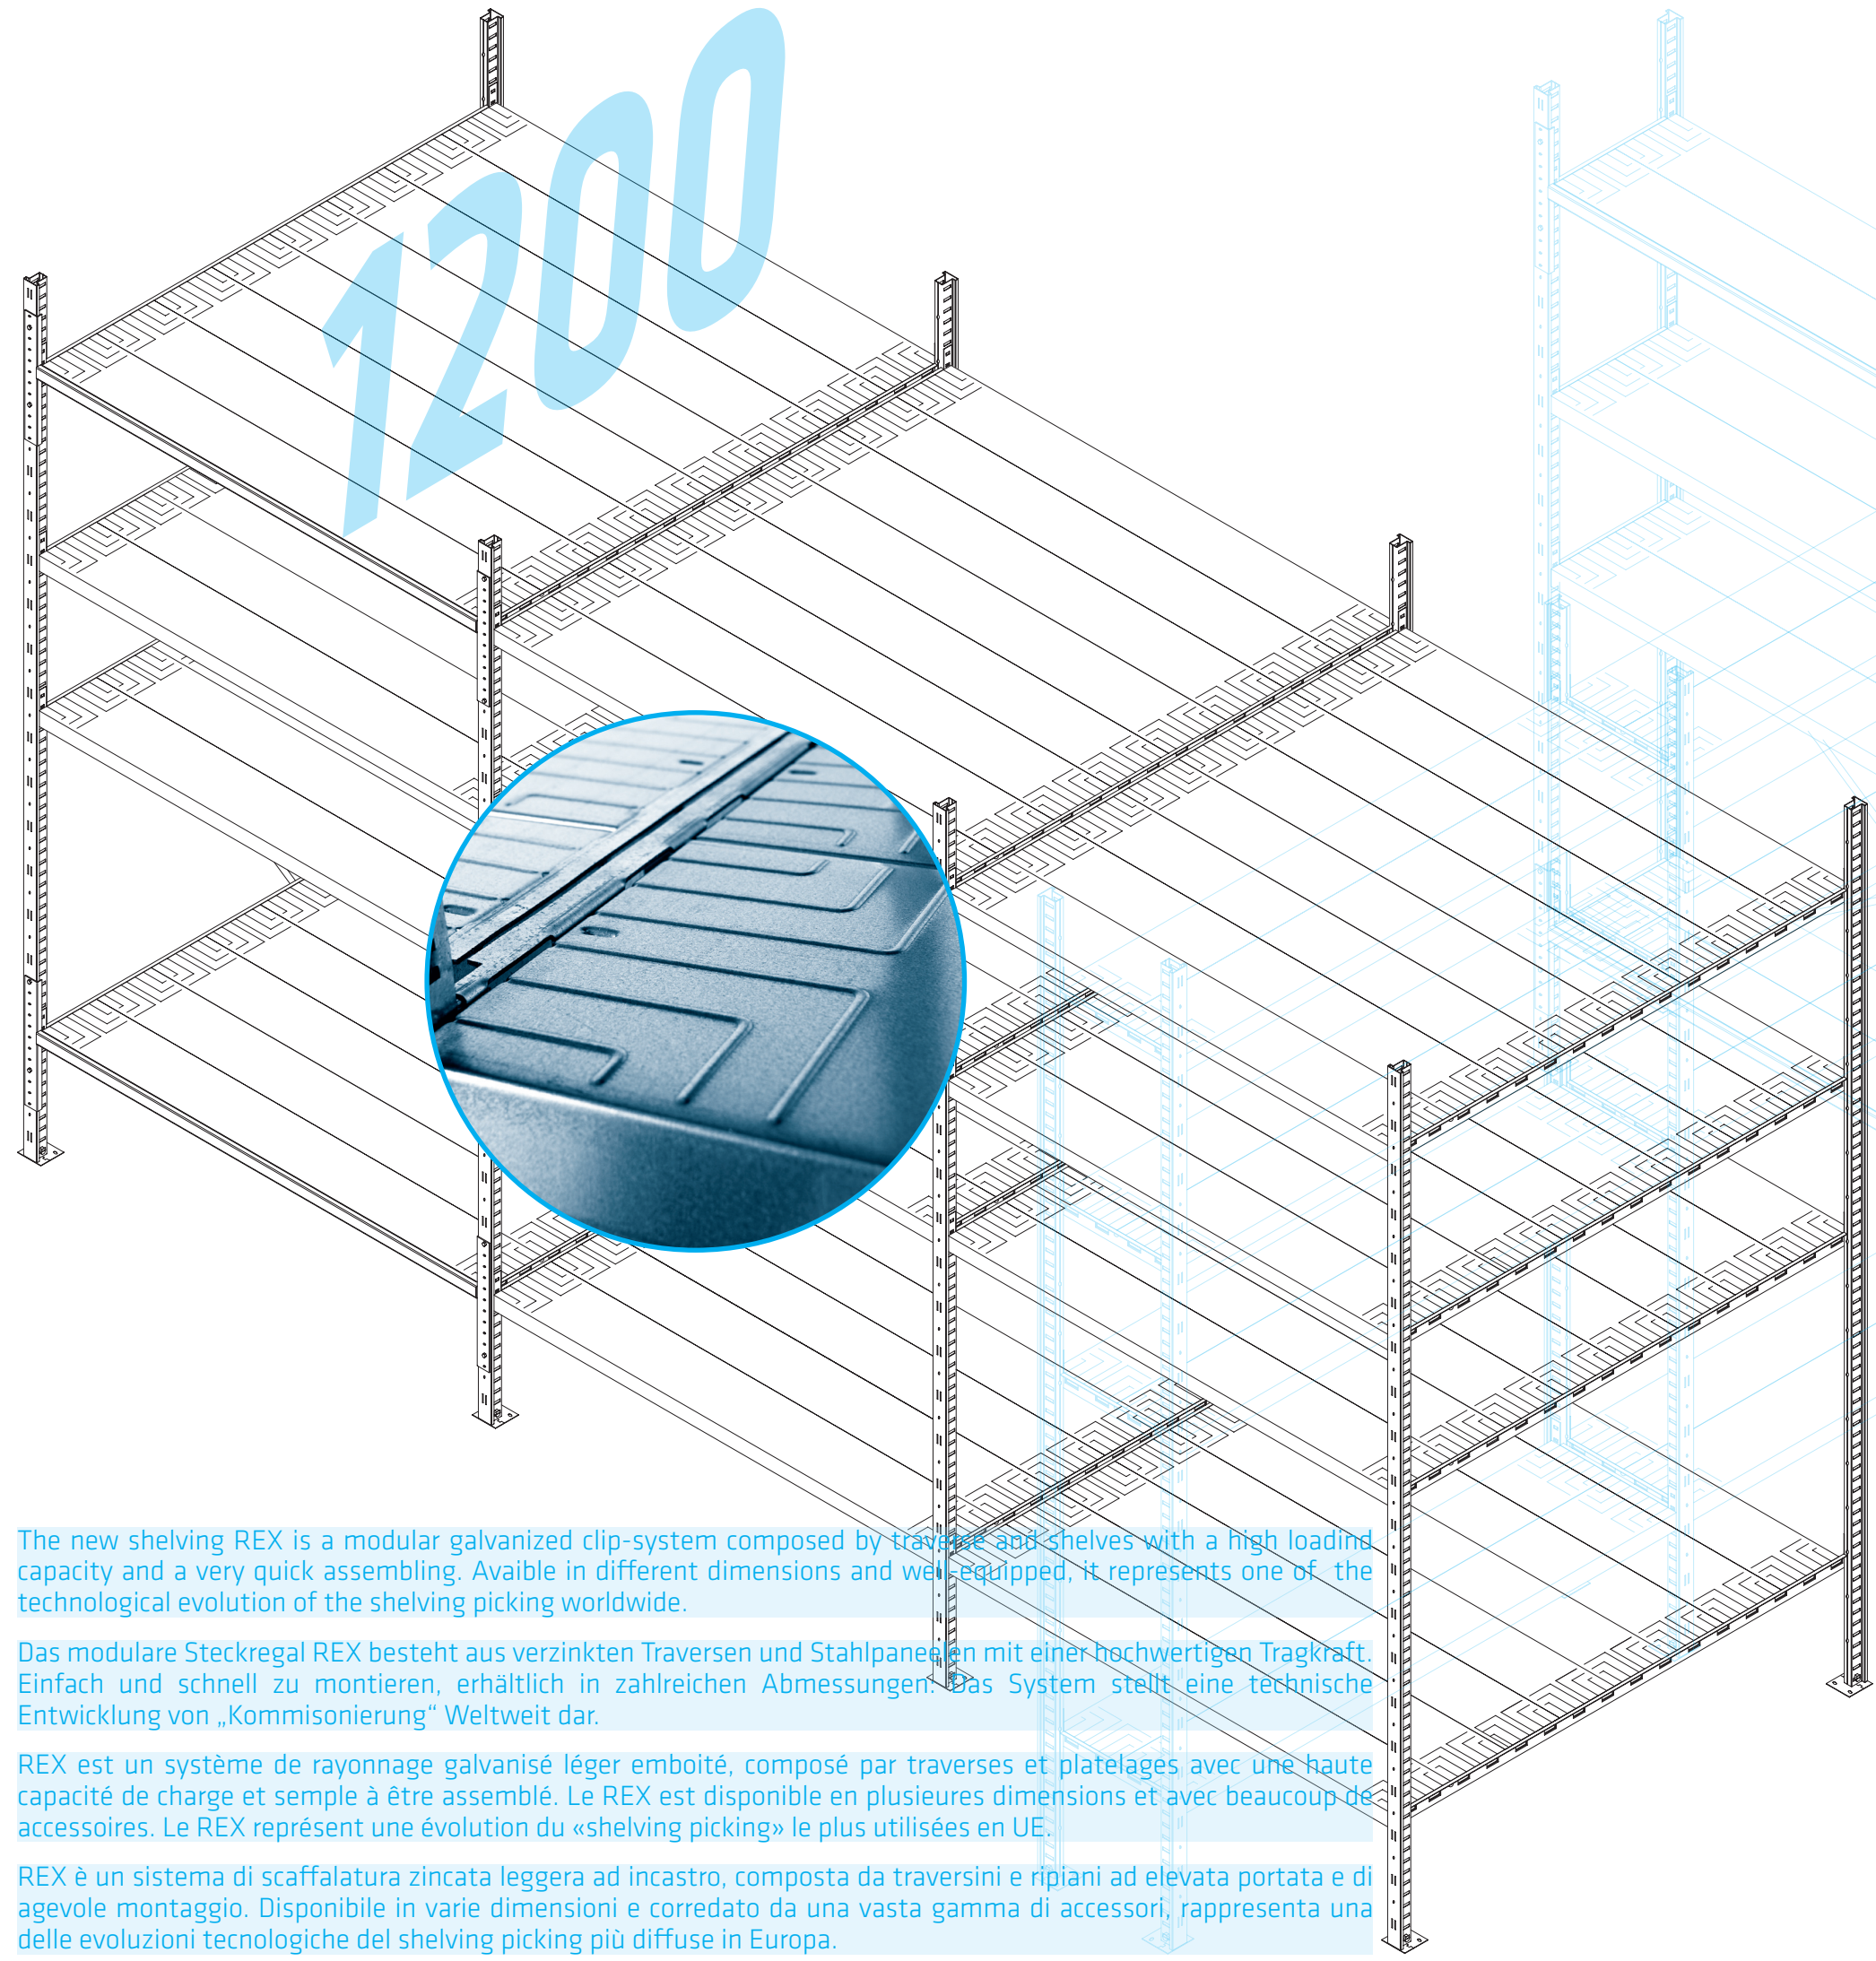 1200
The new shelving REX is a modular galvanized clip-system composed by traverse and shelves with a high loadind
capacity and a very quick assembling. Avaible in different dimensions and well-equipped, it represents one of the
technological evolution of the shelving picking worldwide.
Das modulare Steckregal REX besteht aus verzinkten Traversen und Stahlpaneelen mit einer hochwertigen Tragkraft.
Einfach und schnell zu montieren, erhältlich in zahlreichen Abmessungen. Das System stellt eine technische
Entwicklung von „Kommisonierung“ Weltweit dar.
REX est un système de rayonnage galvanisé léger emboité, composé par traverses et platelages avec une haute
capacité de charge et semple à être assemblé. Le REX est disponible en plusieures dimensions et avec beaucoup de
accessoires. Le REX représent une évolution du «shelving picking» le plus utilisées en UE.
REX è un sistema di scaffalatura zincata leggera ad incastro, composta da traversini e ripiani ad elevata portata e di
agevole montaggio. Disponibile in varie dimensioni e corredato da una vasta gamma di accessori, rappresenta una
delle evoluzioni tecnologiche del shelving picking più diffuse in Europa.